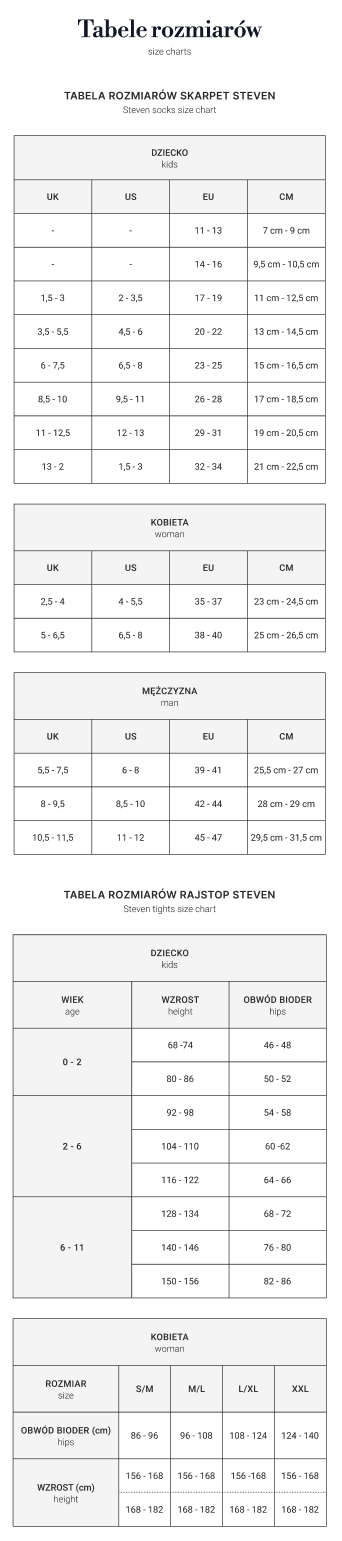 Tabele rozmiarów
size charts
TABELA ROZMIARÓW SKARPET STEVEN
Steven socks size chart
DZIECKO
kids
UK US EU CM
- - 11 - 13 7 cm - 9 cm
- - 14 - 16 9,5 cm - 10,5 cm
1,5 - 3 2 - 3,5 17 - 19 11 cm - 12,5 cm
3,5 - 5,5 4,5 - 6 20 - 22 13 cm - 14,5 cm
6 - 7,5 6,5 - 8 23 - 25 15 cm - 16,5 cm
8,5 - 10 9,5 - 11 26 - 28 17 cm - 18,5 cm
11 - 12,5 12 - 13 29 - 31 19 cm - 20,5 cm
13 - 2 1,5 - 3 32 - 34 21 cm - 22,5 cm
KOBIETA
woman
UK US EU CM
2,5 - 4 4 - 5,5 35 - 37 23 cm - 24,5 cm
5 - 6,5 6,5 - 8 38 - 40 25 cm - 26,5 cm
MĘŻCZYZNA
man
UK US EU CM
5,5 - 7,5 6 - 8 39 - 41 25,5 cm - 27 cm
8 - 9,5 8,5 - 10 42 - 44 28 cm - 29 cm
10,5 - 11,5 11 - 12 45 - 47 29,5 cm - 31,5 cm
TABELA ROZMIARÓW RAJSTOP STEVEN
Steven tights size chart
DZIECKO
kids
WIEK WZROST OBWÓD BIODER
age height hips
0 - 2
68 -74 46 - 48
80 - 86 50 - 52
2 - 6
92 - 98 54 - 58
104 - 110 60 -62
116 - 122 64 - 66
6 - 11
128 - 134 68 - 72
140 - 146 76 - 80
150 - 156 82 - 86
KOBIETA
woman
ROZMIAR
size
S/M M/L L/XL XXL
OBWÓD BIODER (cm)
hips
86 - 96 96 - 108 108 - 124 124 - 140
WZROST (cm)
height
156 - 168 156 - 168 156 -168 156 - 168
168 - 182 168 - 182 168 - 182 168 - 182